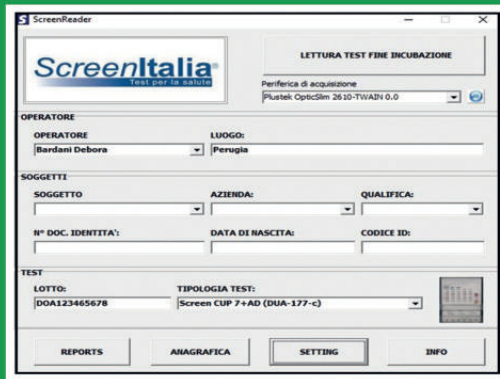 ScreenReader
ScreenItalia
Test per la salute
LETTURA TEST FINE INCUBAZIONE
Periferica di acquisizione
Plustek OpticSlim 2610-TWAIN 0.0
OPERATORE
OPERATORE LUOGO:
Bardani Debora Perugia
SOGGETTI
SOGGETTO AZIENDA: QUALIFICA:
N° DOC. IDENTITA': DATA DI NASCITA: CODICE ID:
TEST
LOTTO: TIPOLOGIA TEST:
DOA123465678 Screen CUP 7+AD (DUA-177-c)
REPORTS ANAGRAFICA SETTING INFO